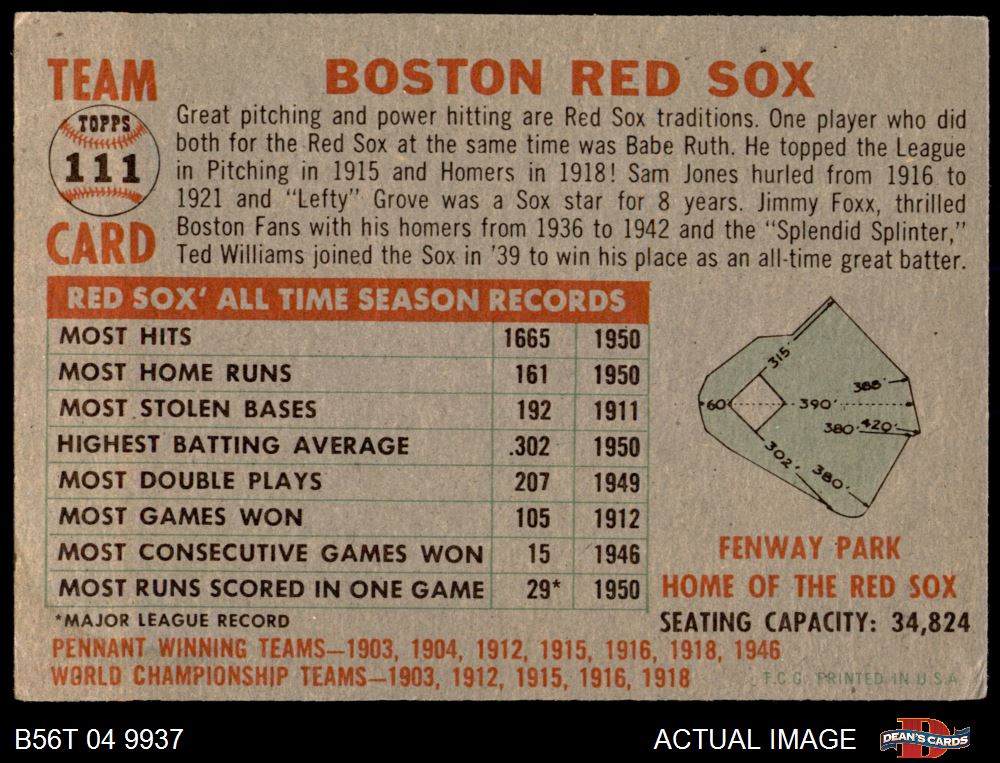 TEAM
TOPPS
111
CARD
BOSTON RED SOX
Great pitching and power hitting are Red Sox traditions. One player who did
both for the Red Sox at the same time was Babe Ruth. He topped the League
in Pitching in 1915 and Homers in 1918! Sam Jones hurled from 1916 to
1921 and "Lefty" Grove was a Sox star for 8 years. Jimmy Foxx, thrilled
Boston Fans with his homers from 1936 to 1942 and the "Splendid Splinter,"
Ted Williams joined the Sox in '39 to win his place as an all-time great batter.
RED SOX' ALL TIME SEASON RECORDS
MOST HITS 1665 1950
MOST HOME RUNS 161 1950
MOST STOLEN BASES 192 1911
HIGHEST BATTING AVERAGE .302 1950
MOST DOUBLE PLAYS 207 1949
MOST GAMES WON 105 1912
MOST CONSECUTIVE GAMES WON 15 1946
MOST RUNS SCORED IN ONE GAME 29* 1950
*MAJOR LEAGUE RECORD
315'
388'
60'
390'
380'
420'
302'
380'
FENWAY PARK
HOME OF THE RED SOX
SEATING CAPACITY: 34,824
PENNANT WINNING TEAMS—1903, 1904, 1912, 1915, 1916, 1918, 1946
WORLD CHAMPIONSHIP TEAMS—1903, 1912, 1915, 1916, 1918
T.C.G. PRINTED IN U.S.A.
B56T 04 9937
ACTUAL IMAGE
D
DEAN'S CARDS